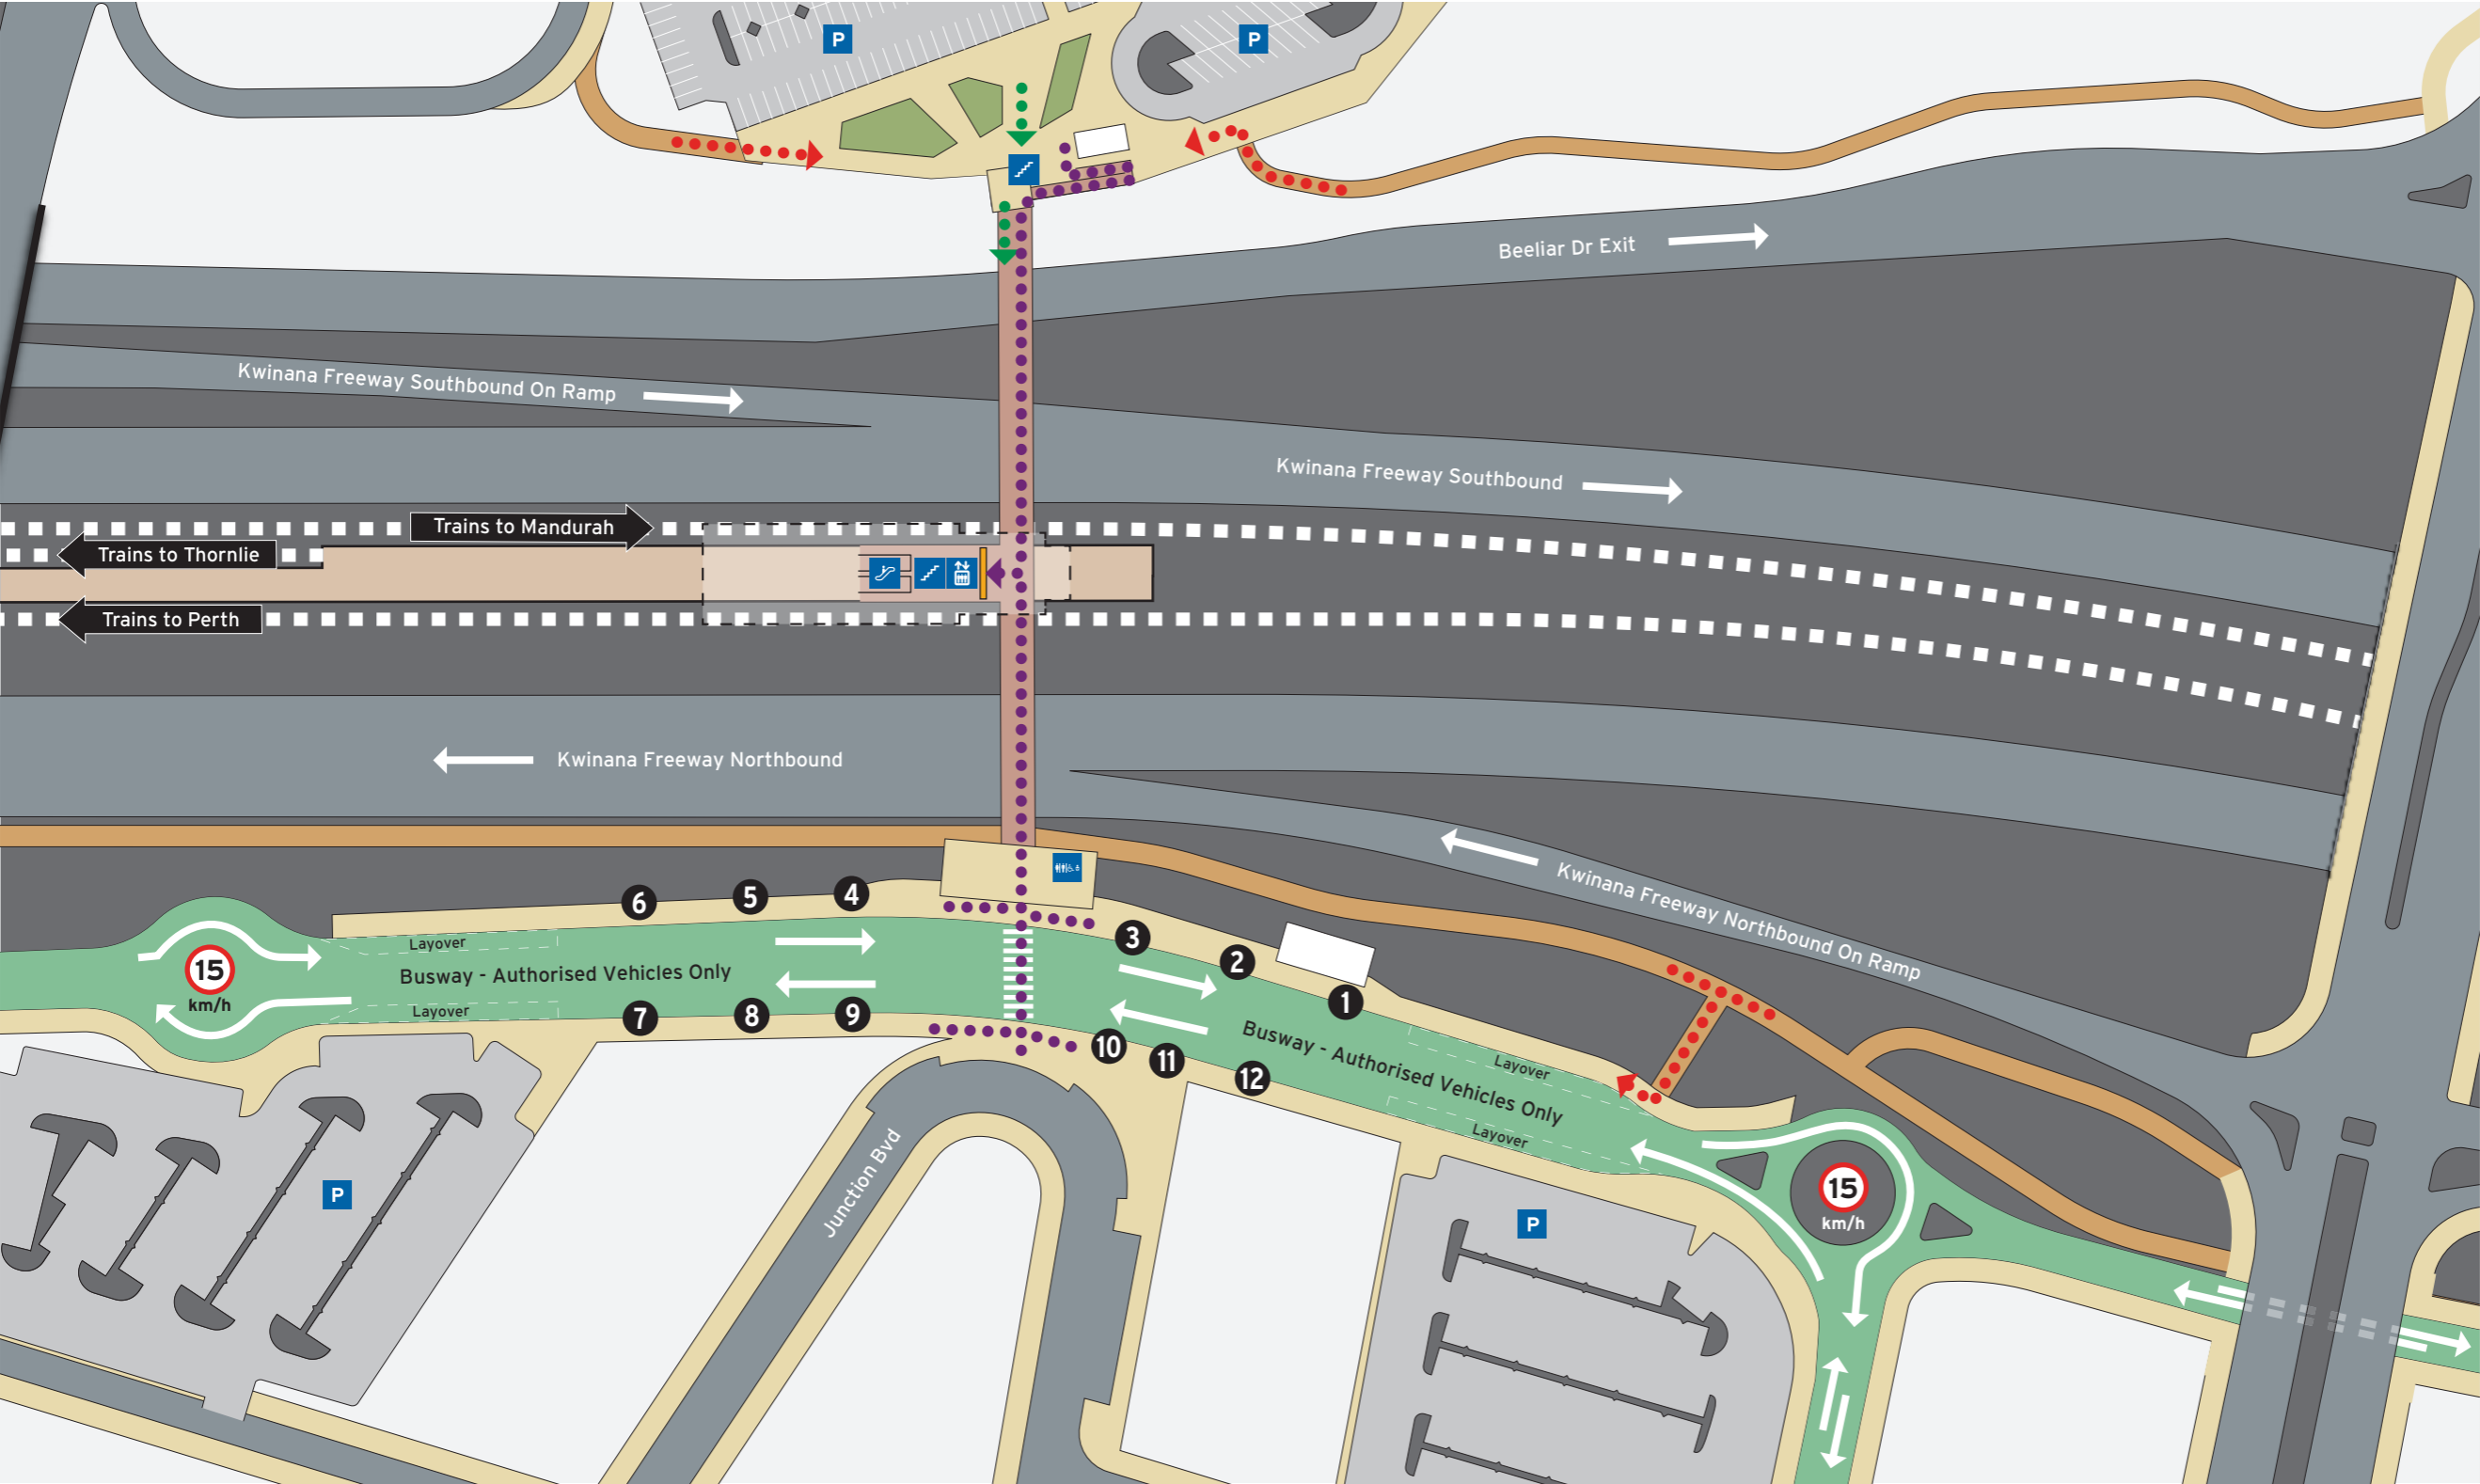 P
P
Beeliar Dr Exit
Kwinana Freeway Southbound On Ramp
Kwinana Freeway Southbound
Trains to Mandurah
Trains to Thornlie
Trains to Perth
Kwinana Freeway Northbound
Kwinana Freeway Northbound On Ramp
6
5
4
3
2
1
Layover
15
km/h
Busway - Authorised Vehicles Only
Layover
7
8
9
10
11
12
Busway - Authorised Vehicles Only
Layover
Layover
Junction Bvd
15
km/h
P
P